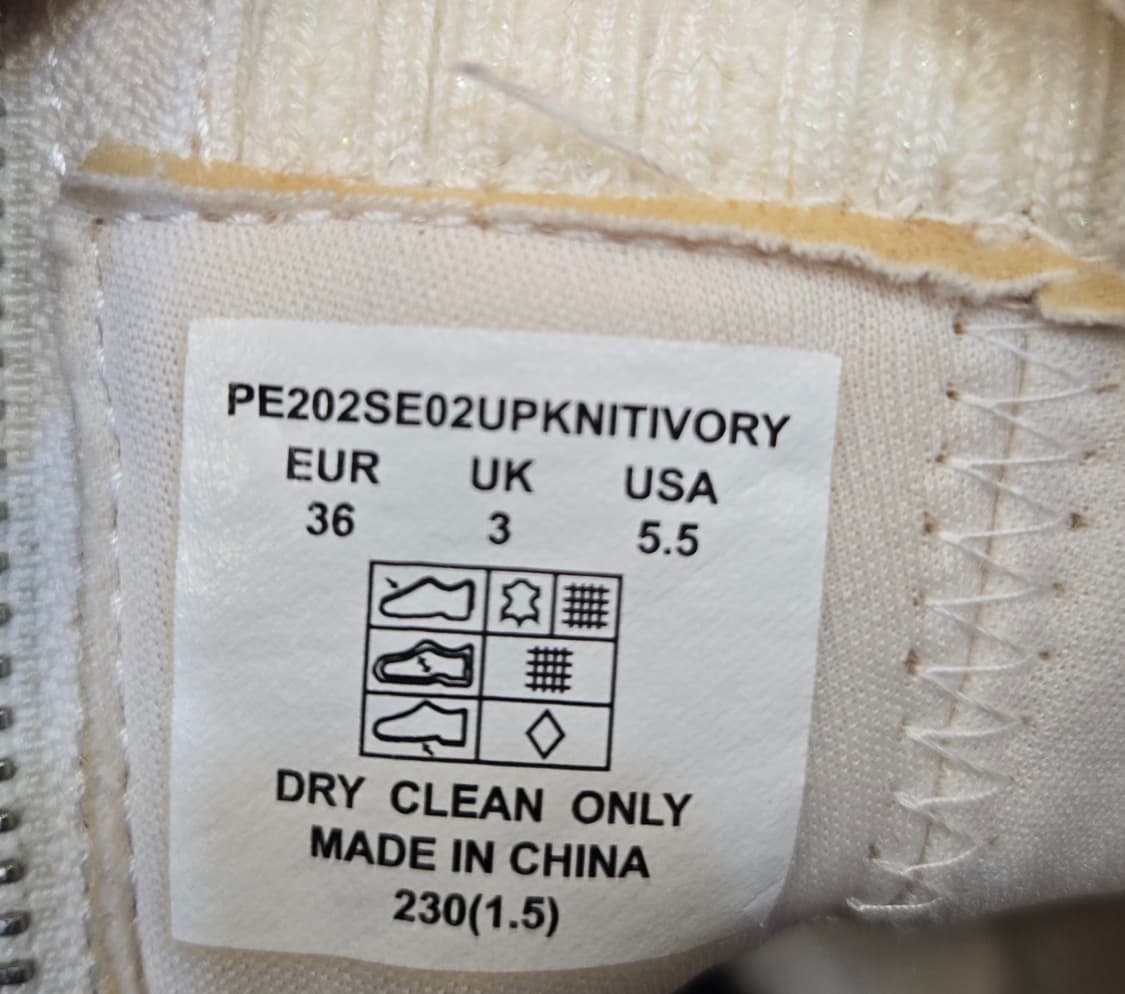 PE202SE02UPKNITIVORY
EUR UK USA
36 3 5.5
DRY CLEAN ONLY
MADE IN CHINA
230(1.5)